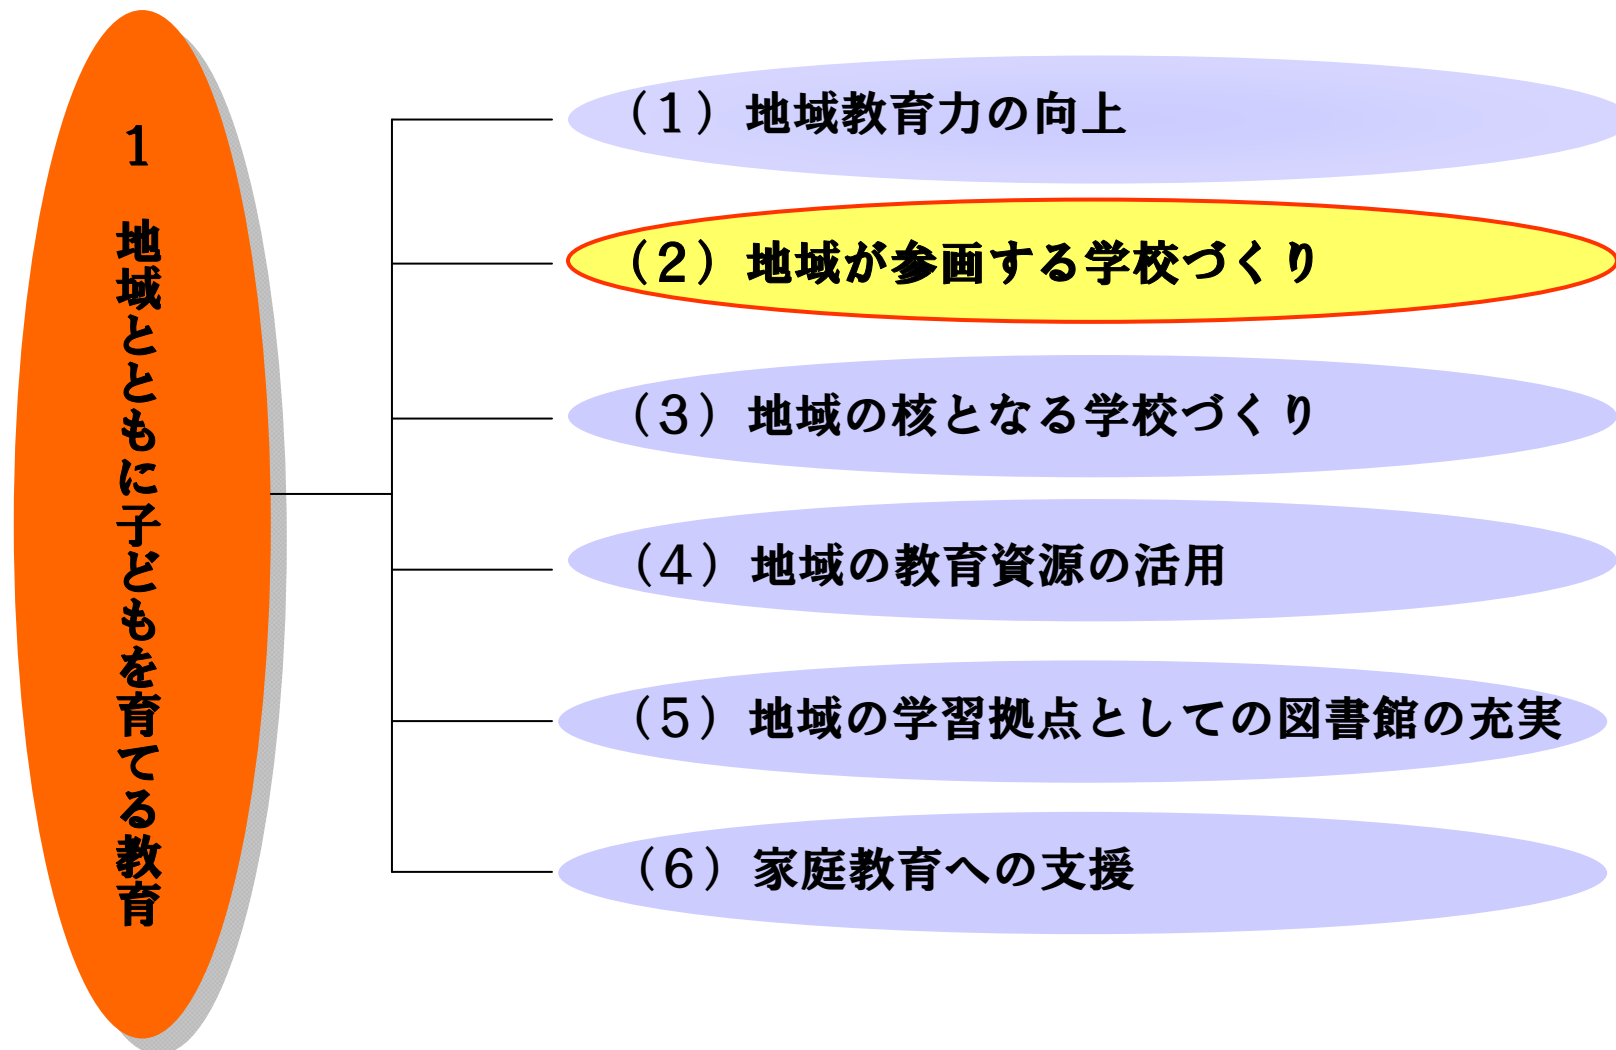 1 地域とともに子どもを育てる教育
（1）地域教育力の向上
（2）地域が参画する学校づくり
（3）地域の核となる学校づくり
（4）地域の教育資源の活用
（5）地域の学習拠点としての図書館の充実
（6）家庭教育への支援